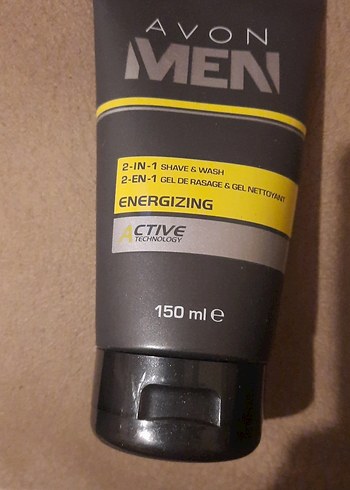 AVON
MEN
2-IN-1 SHAVE & WASH
2-EN-1 GEL DE RASAGE & GEL NETTOYANT
ENERGIZING
ACTIVE
TECHNOLOGY
150 ml e